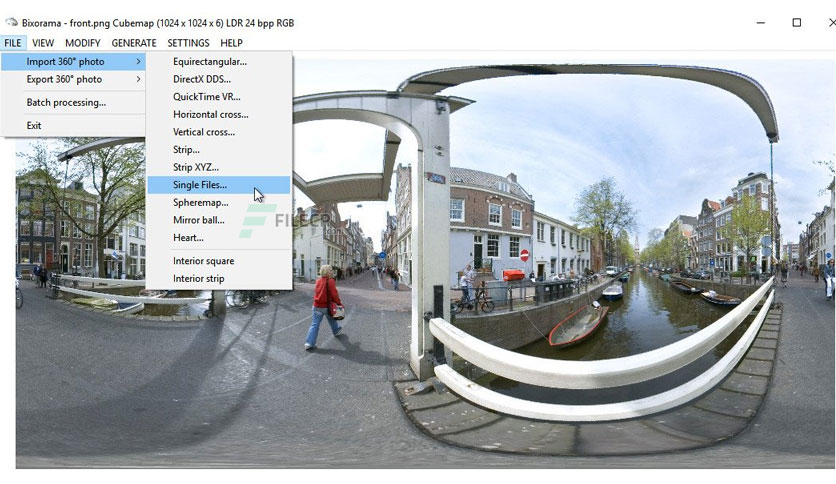 Bixorama - front.png Cubemap (1024 x 1024 x 6) LDR 24 bpp RGB
FILE VIEW MODIFY GENERATE SETTINGS HELP
Import 360° photo
Export 360° photo
Batch processing...
Exit
Equirectangular...
DirectX DDS...
QuickTime VR...
Horizontal cross...
Vertical cross...
Strip...
Strip XYZ...
Single Files...
Spheremap...
Mirror ball...
Heart...
Interior square
Interior strip